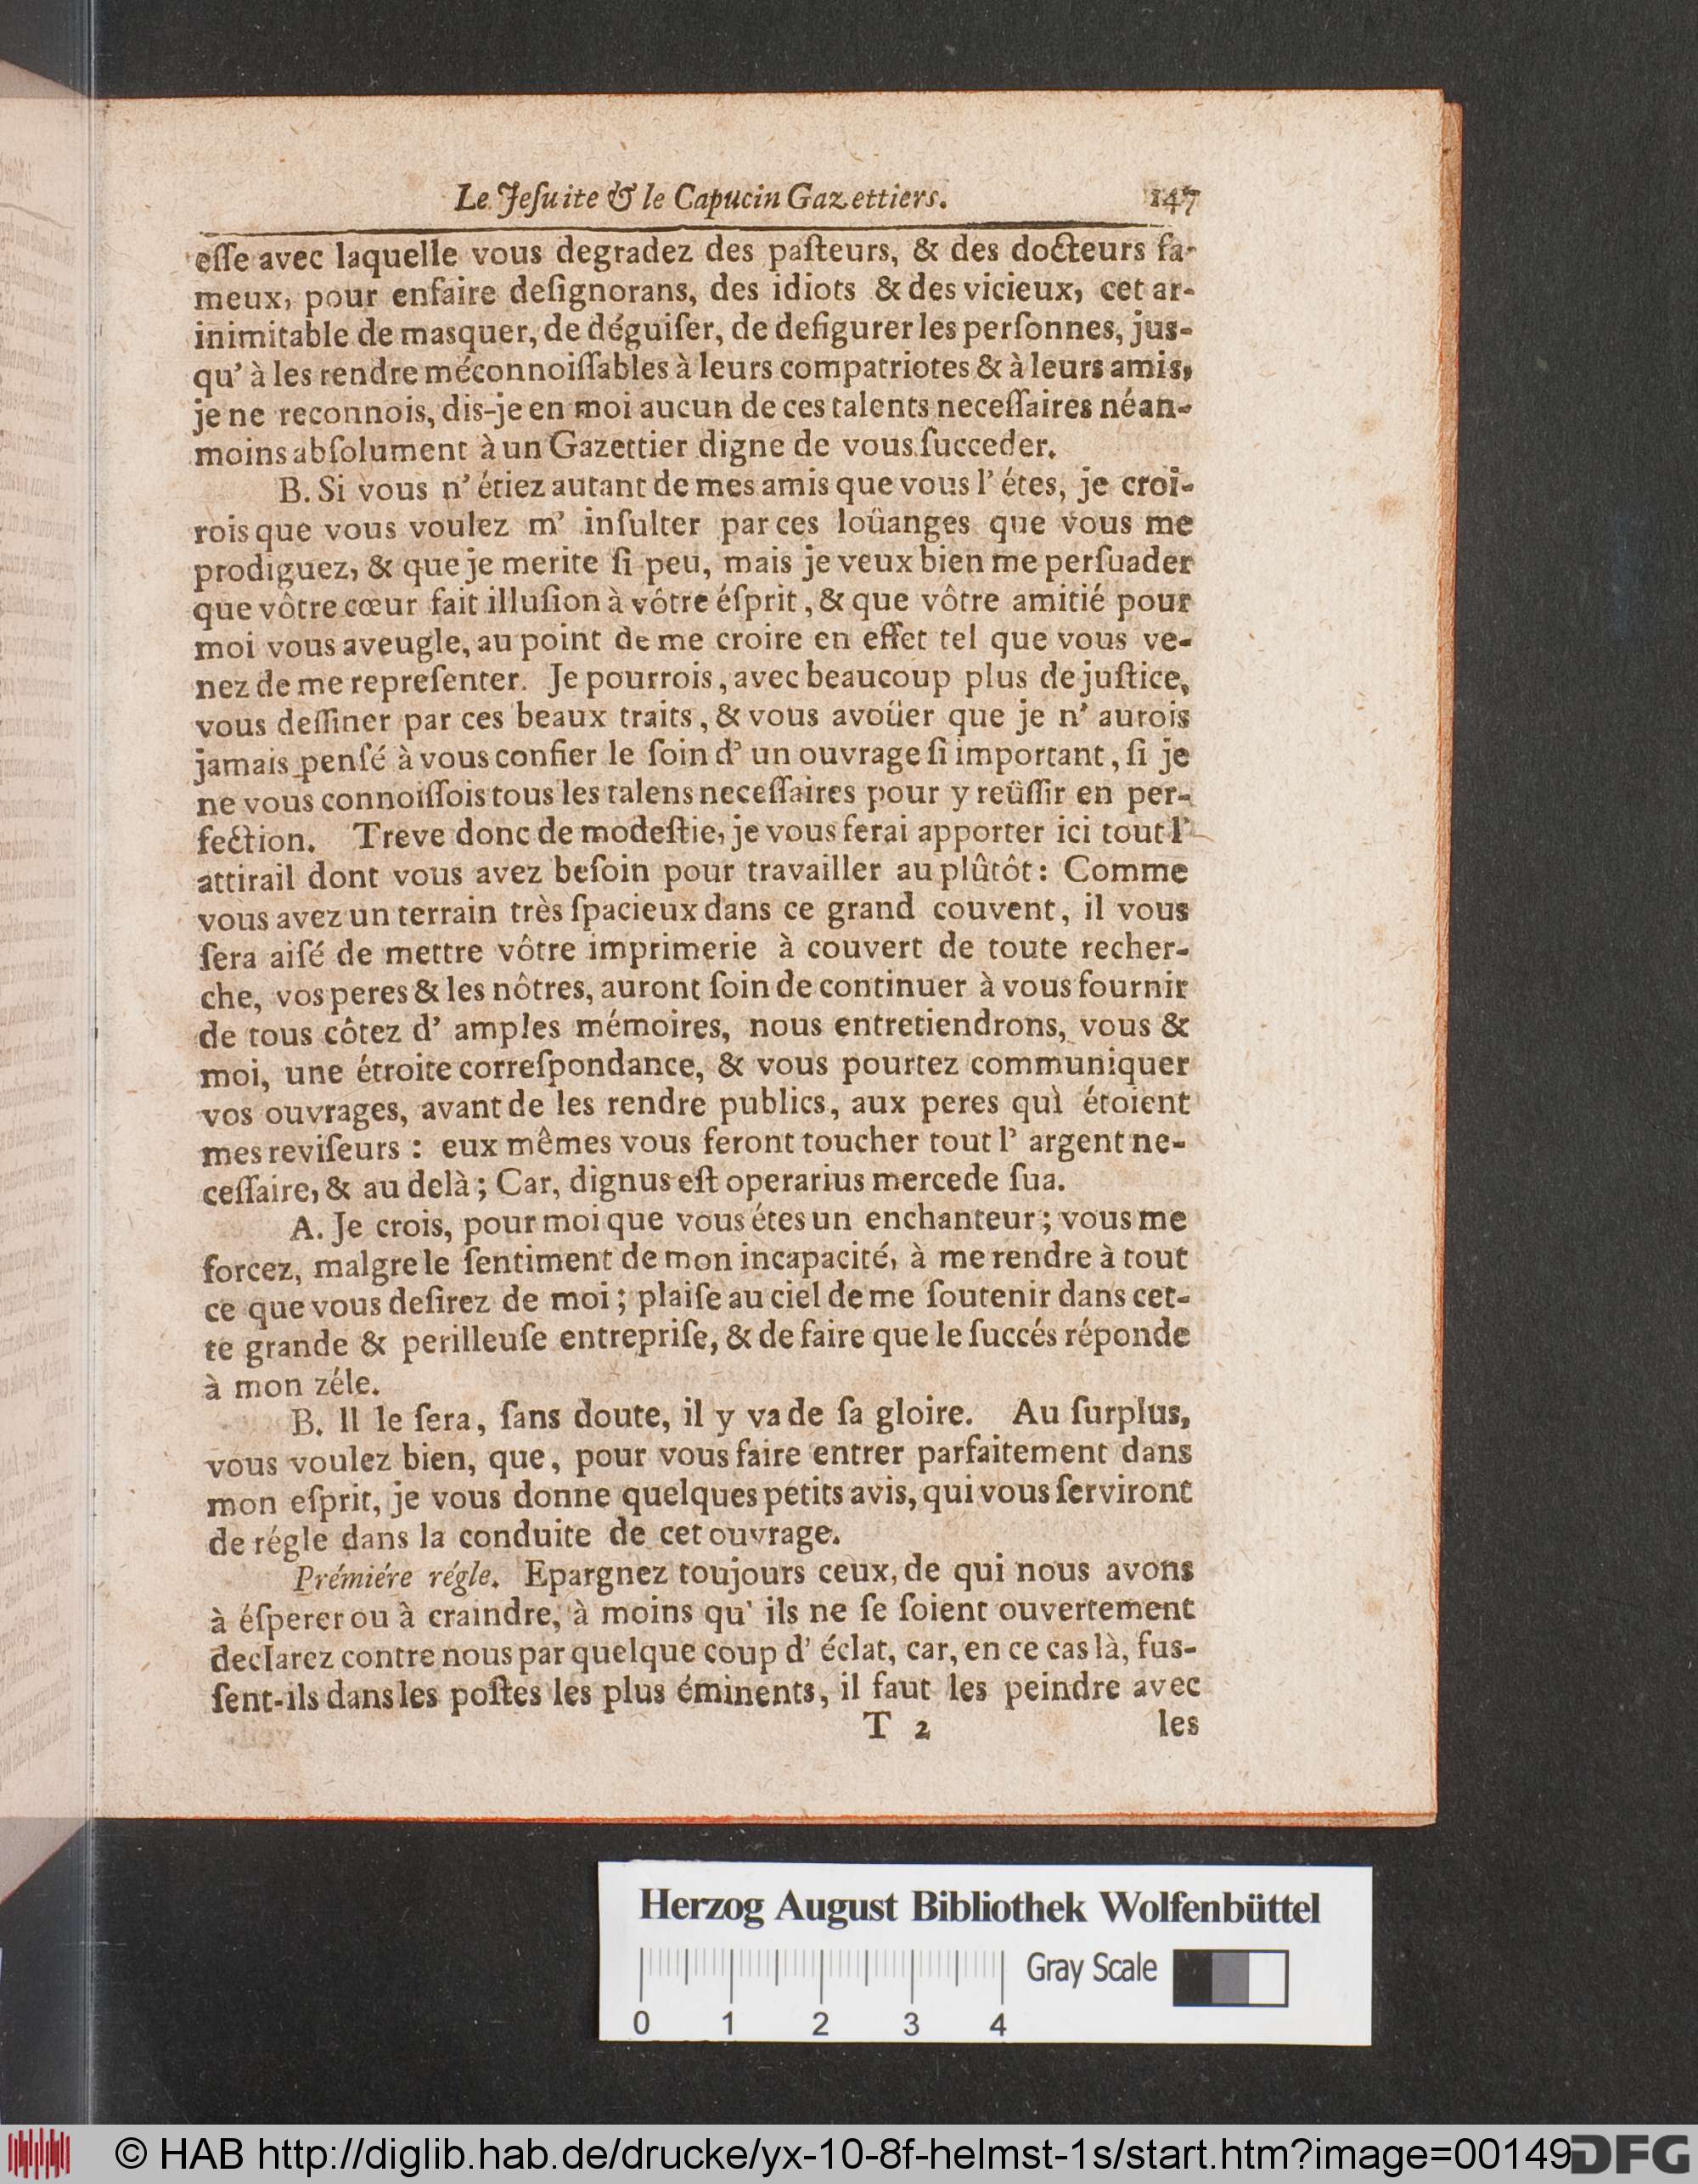 Le Jeſuite & le Capucin Gazettiers. 147
eſſe avec laquelle vous degradez des paſteurs, & des docteurs fa-
meux, pour enfaire deſignorans, des idiots & des vicieux, cet ar-
inimitable de masquer, de déguiſer, de defigurer les perſonnes, jus-
qu' à les rendre méconnoiſſables à leurs compatriotes & à leurs amis,
je ne reconnois, dis-je en moi aucun de ces talents neceſſaires néan-
moins abſolument à un Gazettier digne de vous ſucceder.
B. Si vous n' étiez autant de mes amis que vous l' étes, je croi-
rois que vous voulez m' inſulter par ces loüanges que vous me
prodiguez, & que je merite ſi peu, mais je veux bien me perſuader
que vôtre cœur fait illuſion à vôtre éſprit, & que vôtre amitié pour
moi vous aveugle, au point de me croire en effet tel que vous ve-
nez de me repreſenter. Je pourrois, avec beaucoup plus de juſtice,
vous deſſiner par ces beaux traits, & vous avoüer que je n' aurois
jamais penſé à vous confier le ſoin d' un ouvrage ſi important, ſi je
ne vous connoiſſois tous les talens neceſſaires pour y reüſſir en per-
fection. Treve donc de modeſtie, je vous ferai apporter ici tout l'
attirail dont vous avez beſoin pour travailler au plûtôt: Comme
vous avez un terrain très ſpacieux dans ce grand couvent, il vous
ſera aiſé de mettre vôtre imprimerie à couvert de toute recher-
che, vos peres & les nôtres, auront ſoin de continuer à vous fournir
de tous côtez d' amples mémoires, nous entretiendrons, vous &
moi, une étroite correſpondance, & vous pourtez communiquer
vos ouvrages, avant de les rendre publics, aux peres quì étoient
mes reviſeurs : eux mêmes vous feront toucher tout l' argent ne-
ceſſaire, & au delà; Car, dignus eſt operarius mercede ſua.
A. Je crois, pour moi que vous étes un enchanteur; vous me
forcez, malgre le ſentiment de mon incapacité, à me rendre à tout
ce que vous deſirez de moi; plaiſe au ciel de me ſoutenir dans cet-
te grande & perilleuſe entrepriſe, & de faire que le ſuccés réponde
à mon zéle.
B. Il le ſera, ſans doute, il y va de ſa gloire. Au ſurplus,
vous voulez bien, que, pour vous faire entrer parfaitement dans
mon eſprit, je vous donne quelques petits avis, qui vous ſerviront
de régle dans la conduite de cet ouvrage.
Prémiére régle. Epargnez toujours ceux, de qui nous avons
à éſperer ou à craindre, à moins qu' ils ne ſe ſoient ouvertement
declarez contre nous par quelque coup d' éclat, car, en ce cas là, fus-
ſent-ils dans les poſtes les plus éminents, il faut les peindre avec
T 2 les
Herzog August Bibliothek Wolfenbüttel
Gray Scale
0 1 2 3 4
© HAB http://diglib.hab.de/drucke/yx-10-8f-helmst-1s/start.htm?image=00149
DFG